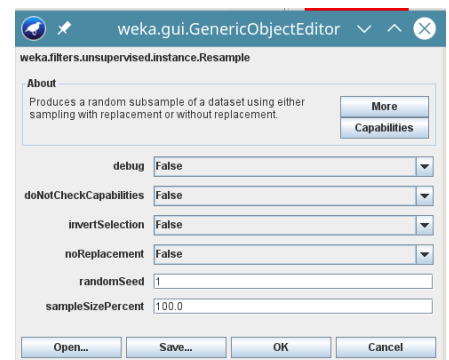 weka.gui.GenericObjectEditor
weka.filters.unsupervised.instance.Resample
About
Produces a random subsample of a dataset using either
sampling with replacement or without replacement.
More
Capabilities
debug False
doNotCheckCapabilities False
invertSelection False
noReplacement False
randomSeed 1
sampleSizePercent 100.0
Open... Save... OK Cancel